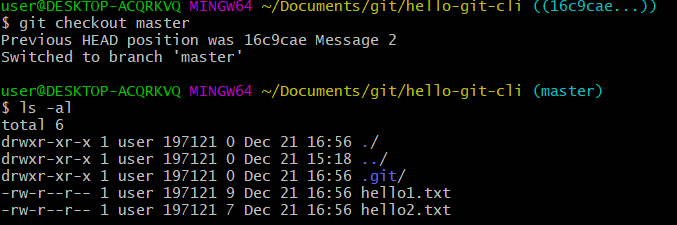 user@DESKTOP-ACQRKVQ MINGW64 ~/Documents/git/hello-git-cli ((16c9cae...))
$ git checkout master
Previous HEAD position was 16c9cae Message 2
Switched to branch 'master'
user@DESKTOP-ACQRKVQ MINGW64 ~/Documents/git/hello-git-cli (master)
$ ls -al
total 6
drwxr-xr-x 1 user 197121 0 Dec 21 16:56 ./
drwxr-xr-x 1 user 197121 0 Dec 21 15:18 ../
drwxr-xr-x 1 user 197121 0 Dec 21 16:56 .git/
-rw-r--r-- 1 user 197121 9 Dec 21 16:56 hello1.txt
-rw-r--r-- 1 user 197121 7 Dec 21 16:56 hello2.txt